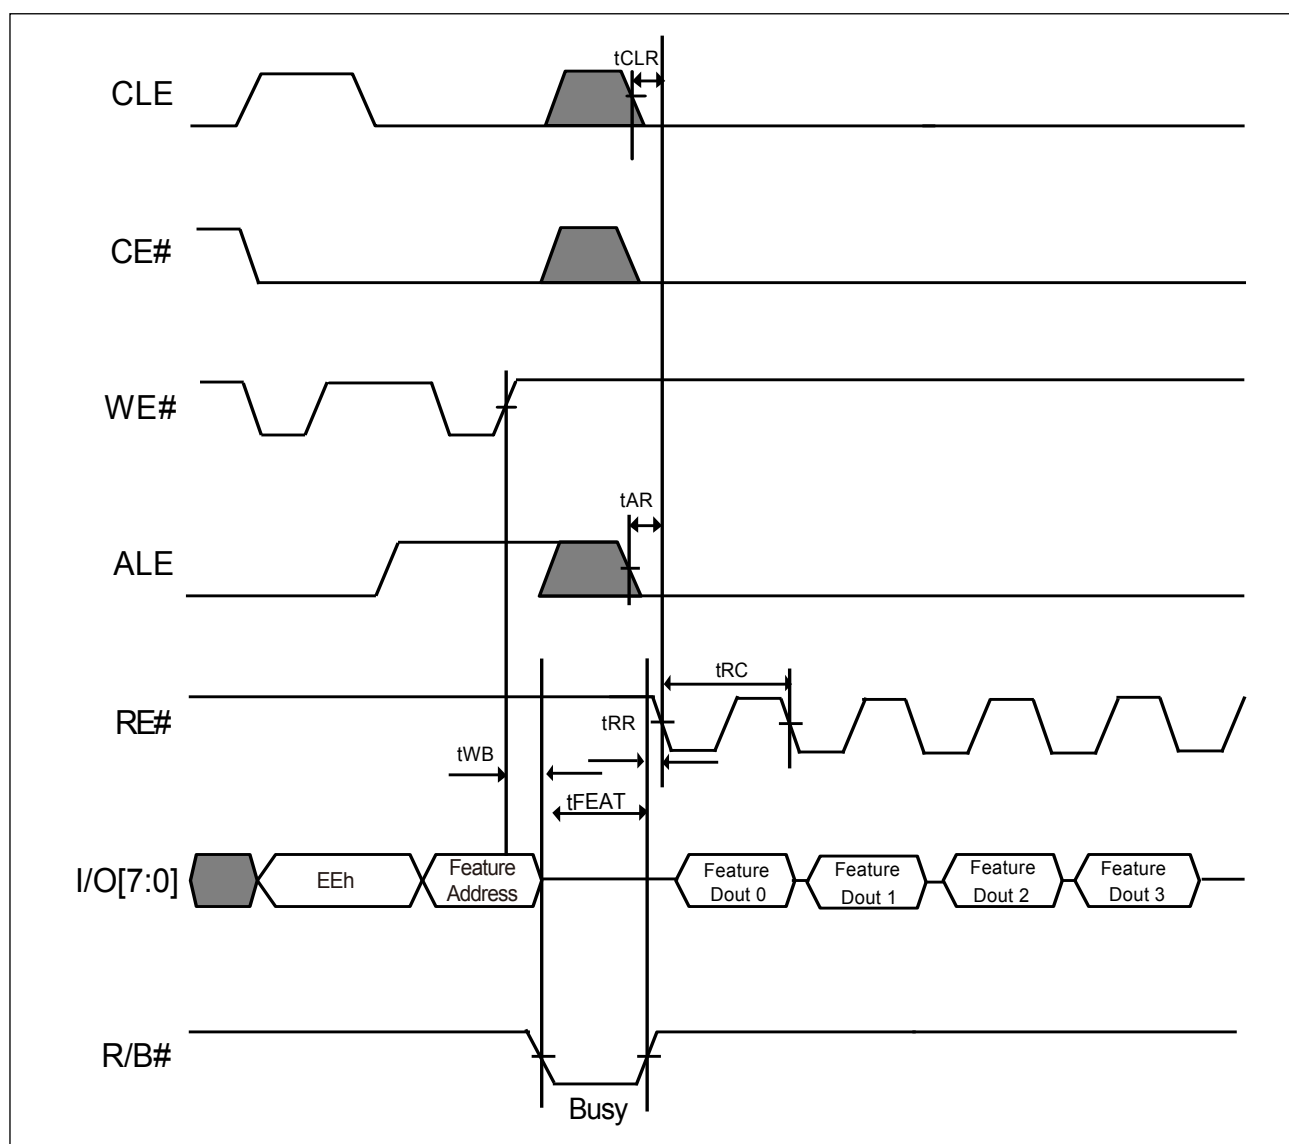 tCLR
CLE
CE#
WE#
tAR
ALE
tRC
RE#
tRR
tWB
tFEAT
I/O[7:0]
EEh
Feature
Address
Feature
Dout 0
Feature
Dout 1
Feature
Dout 2
Feature
Dout 3
R/B#
Busy